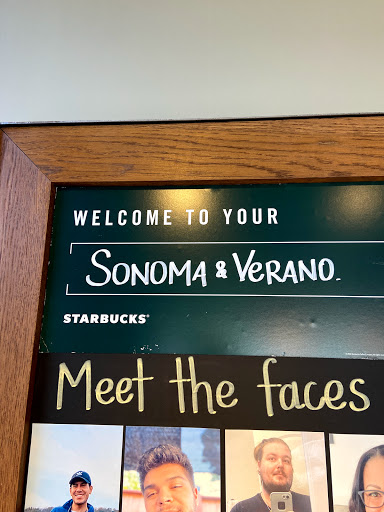 WELCOME TO YOUR
SONOMA & VERANO
STARBUCKS
Meet the faces